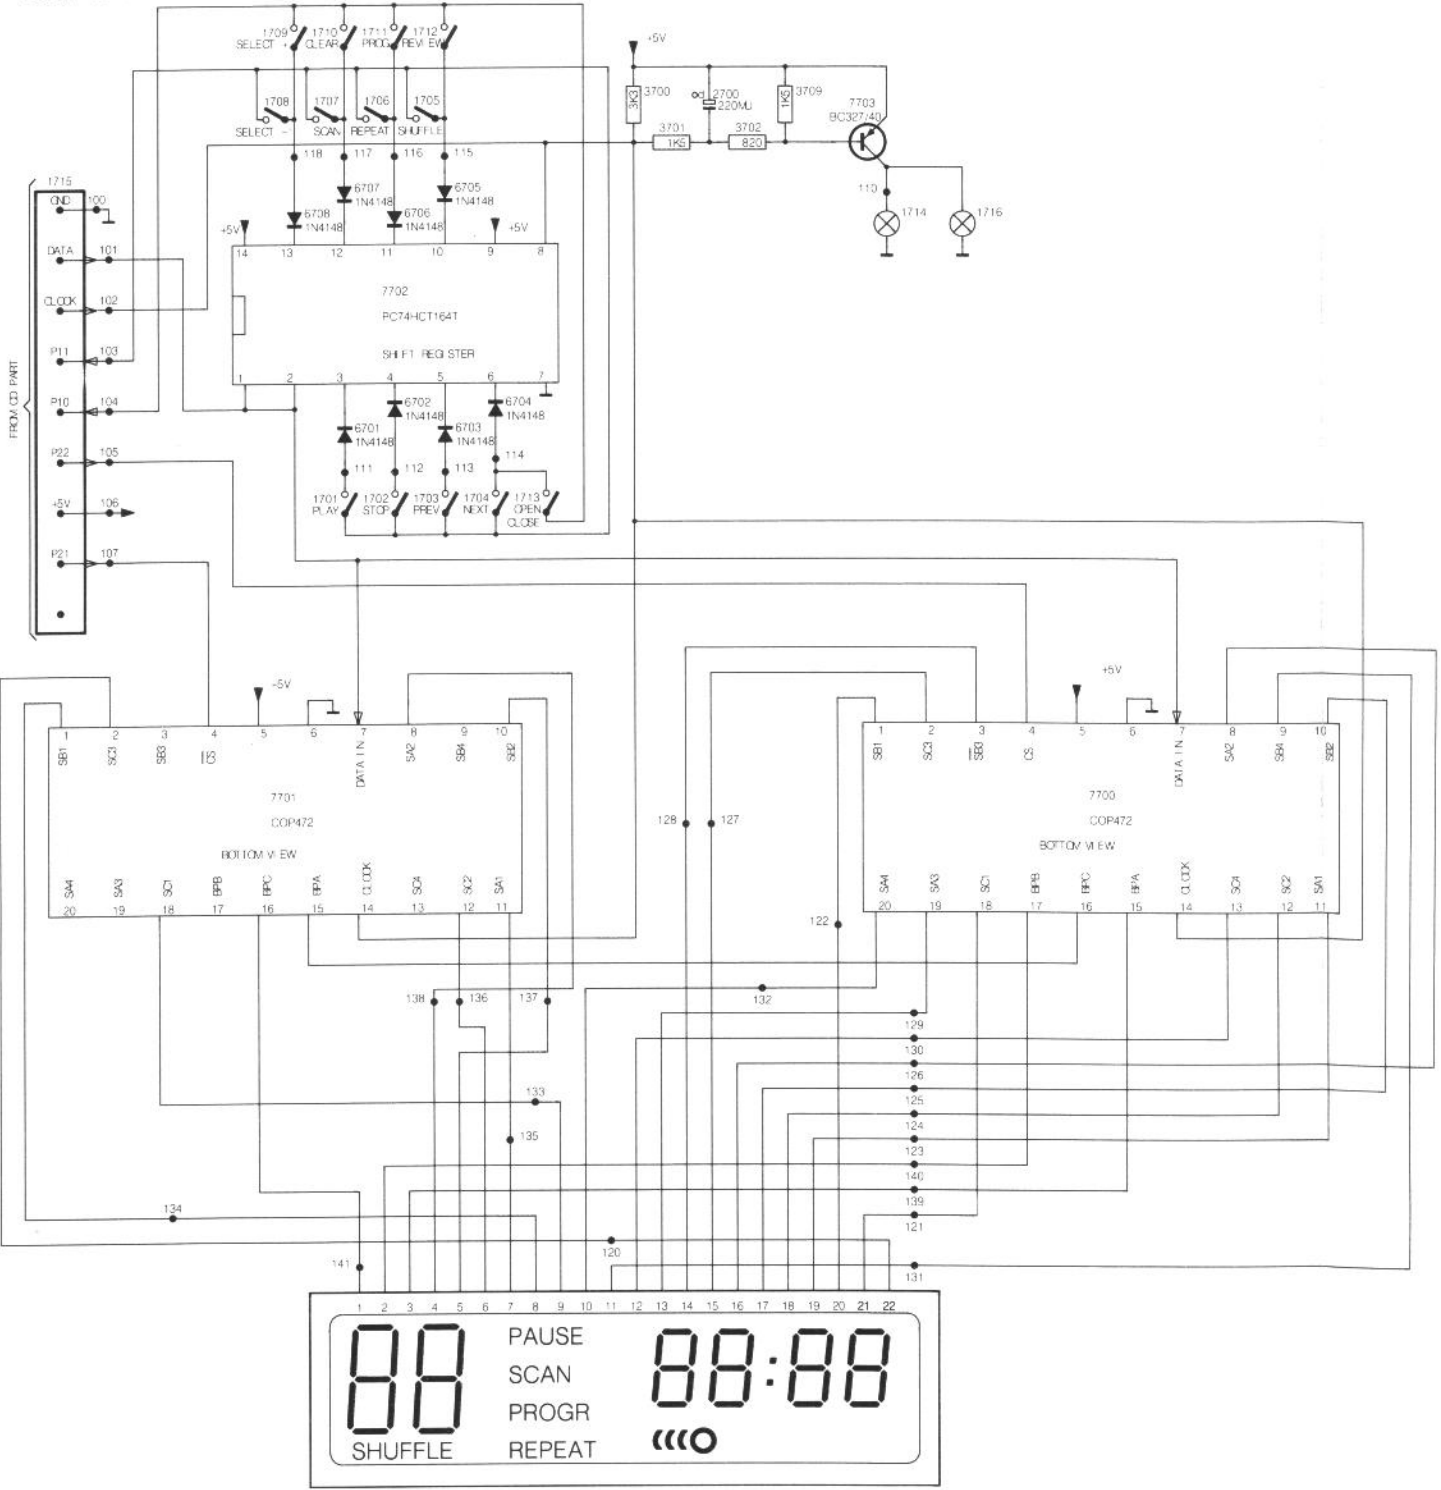 1709 1710 1711 1712
SELECT + CLEAR PROG REVIEW
1708 1707 1706 1705
SELECT - SCAN REPEAT SHUFFLE
118 117 116 115
6707 1N4148
6705 1N4148
6708 1N4148
6706 1N4148
+5V
+5V
14 13 12 11 10 9 8
7702
PC74HCT164T
SHIFT REGISTER
1 2 3 4 5 6 7
6702 1N4148
6704 1N4148
6701 1N4148
6703 1N4148
111 112 113 114
1701 1702 1703 1704 1713
PLAY STOP PREV NEXT OPEN
CLOSE
+5V
3K3 3700
2700
220MU
1K5 3709
7703
BC327/40
3701 1K5
3702 820
110
1714 1716
FROM CD PART
1715
GND 100
DATA 101
CLOCK 102
P11 103
P10 104
P22 105
+5V 106
P21 107
-5V
1 2 3 4 5 6 7 8 9 10
SB1 SC3 SB3 CS DATA IN SA2 SB4 SB2
7701
COP472
BOTTOM VIEW
SA4 SA3 SC1 BPB BPC BPA CLOCK SC4 SC2 SA1
20 19 18 17 16 15 14 13 12 11
+5V
1 2 3 4 5 6 7 8 9 10
SB1 SC3 SB3 CS DATA IN SA2 SB4 SB2
7700
COP472
BOTTOM VIEW
SA4 SA3 SC1 BPB BPC BPA CLOCK SC4 SC2 SA1
20 19 18 17 16 15 14 13 12 11
128 127
122
138 136 137
132
129
130
126
125
124
123
140
139
121
133
135
134
120
131
141
1 2 3 4 5 6 7 8 9 10 11 12 13 14 15 16 17 18 19 20 21 22
88 88:88
PAUSE
SCAN
PROGR
SHUFFLE REPEAT